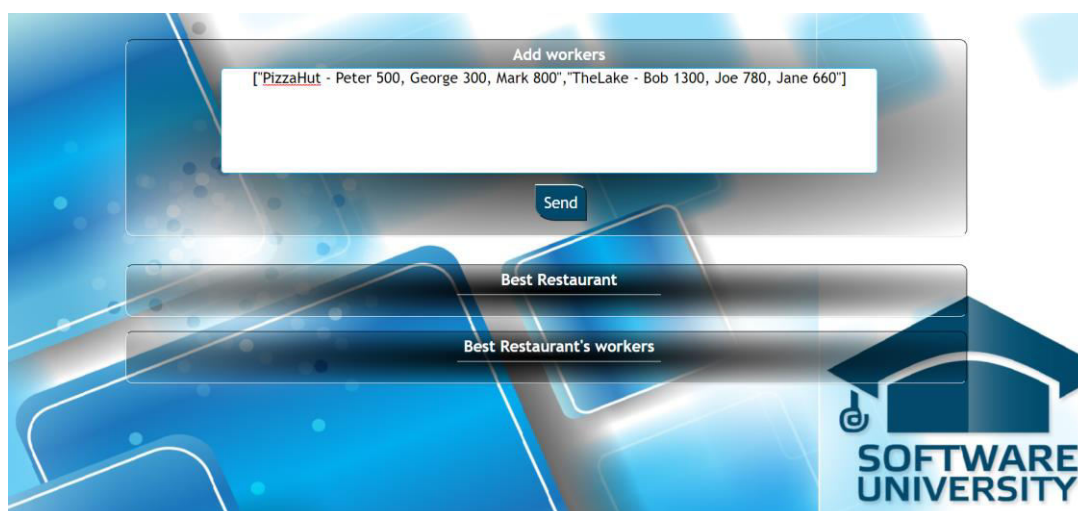 Add workers
["PizzaHut - Peter 500, George 300, Mark 800","TheLake - Bob 1300, Joe 780, Jane 660"]
Send
Best Restaurant
Best Restaurant's workers
SOFTWARE
UNIVERSITY